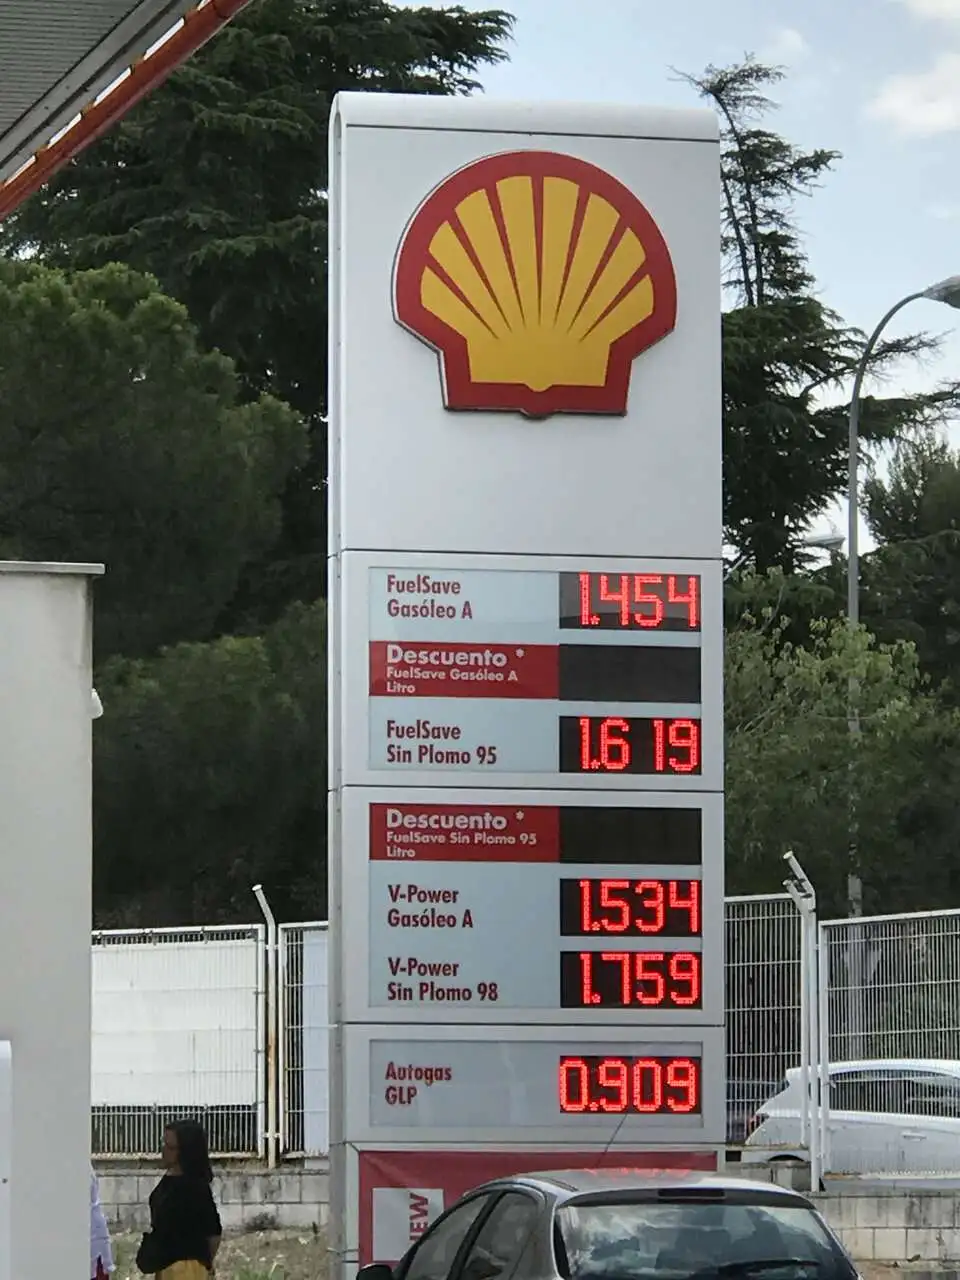 FuelSave
Gasóleo A
1.454
Descuento *
FuelSave Gasóleo A
Litro
FuelSave
Sin Plomo 95
1.619
Descuento *
FuelSave Sin Plomo 95
Litro
V-Power
Gasóleo A
1.534
V-Power
Sin Plomo 98
1.759
Autogas
GLP
0.909